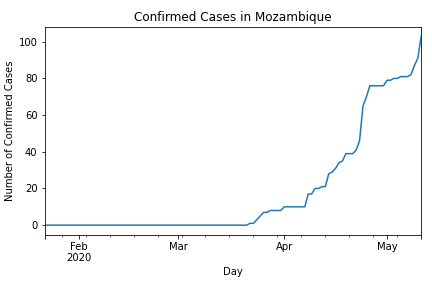 Confirmed Cases in Mozambique
Number of Confirmed Cases
100
80
60
40
20
0
Feb
2020
Mar
Apr
May
Day